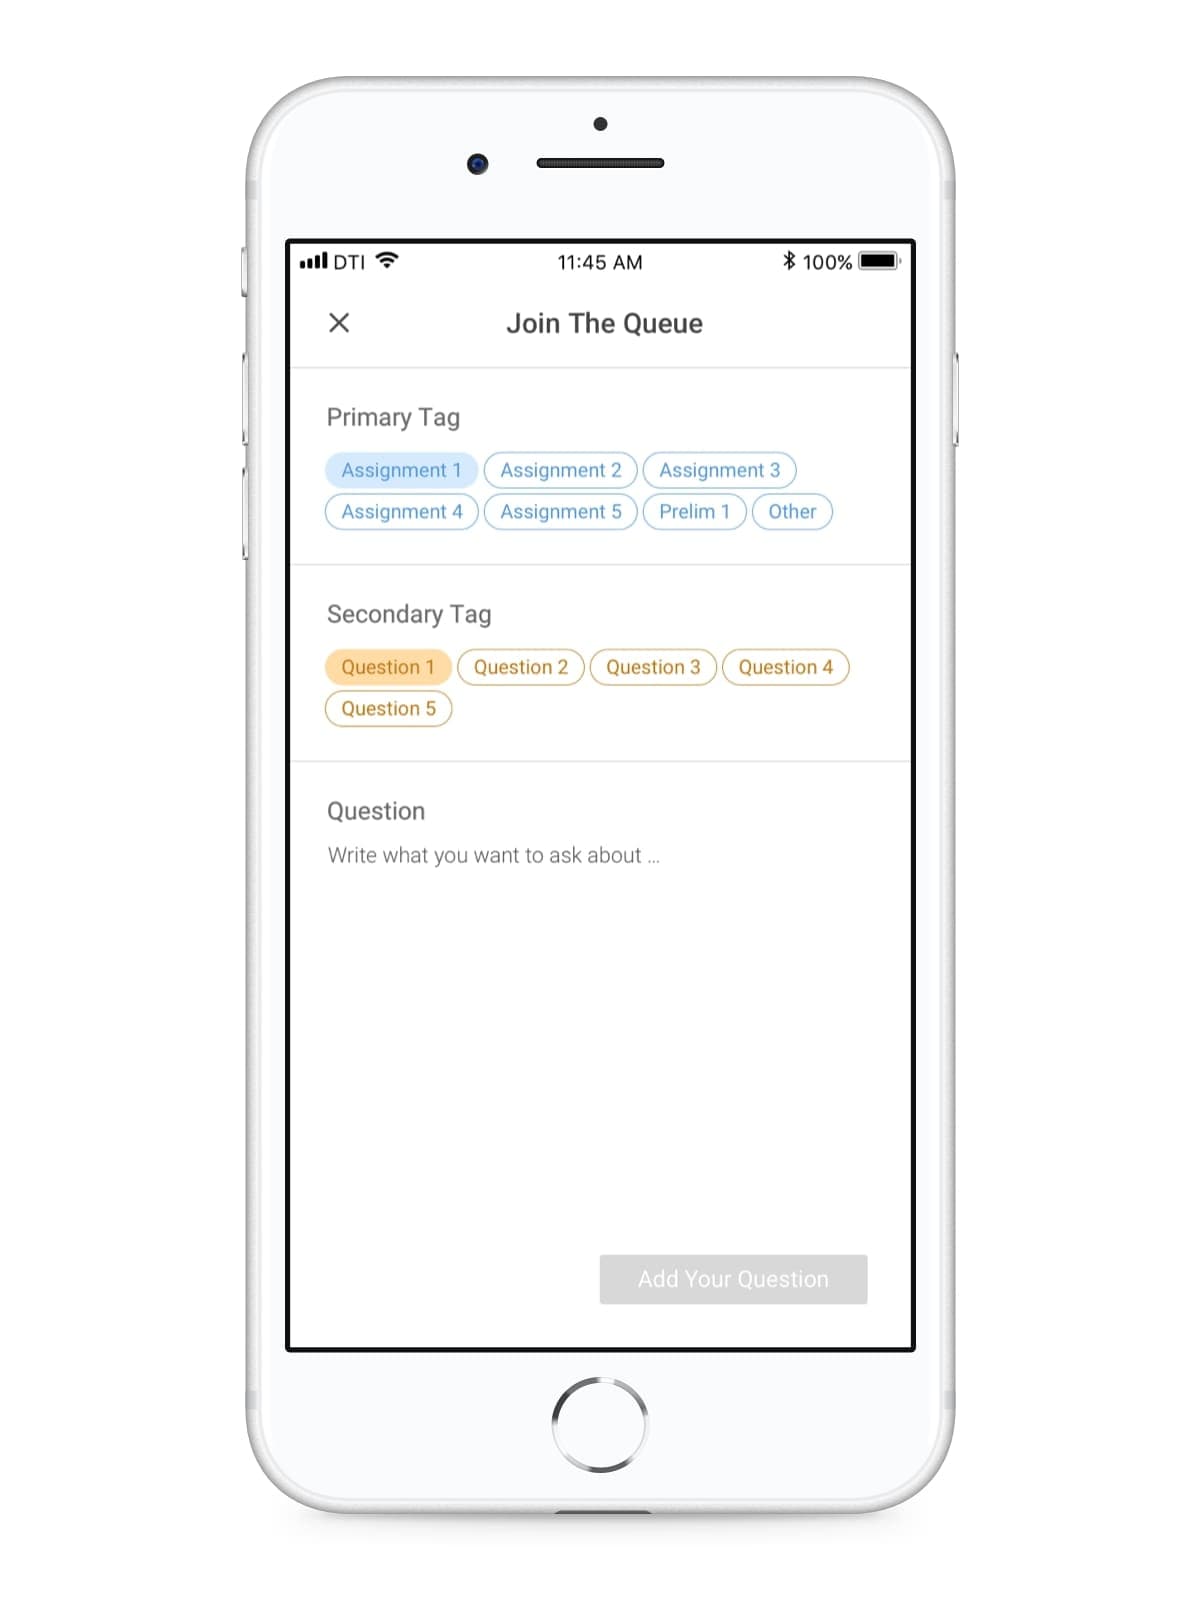 DTI 11:45 AM 100%
Join The Queue
Primary Tag
Assignment 1 Assignment 2 Assignment 3
Assignment 4 Assignment 5 Prelim 1 Other
Secondary Tag
Question 1 Question 2 Question 3 Question 4
Question 5
Question
Write what you want to ask about ...
Add Your Question